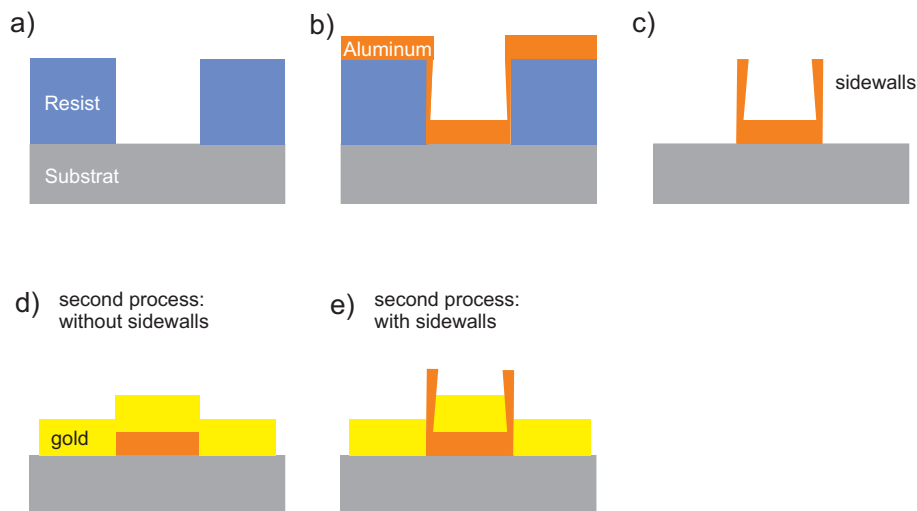 a)
Resist
Substrat
b)
Aluminum
c)
sidewalls
d)
second process:
without sidewalls
gold
e)
second process:
with sidewalls